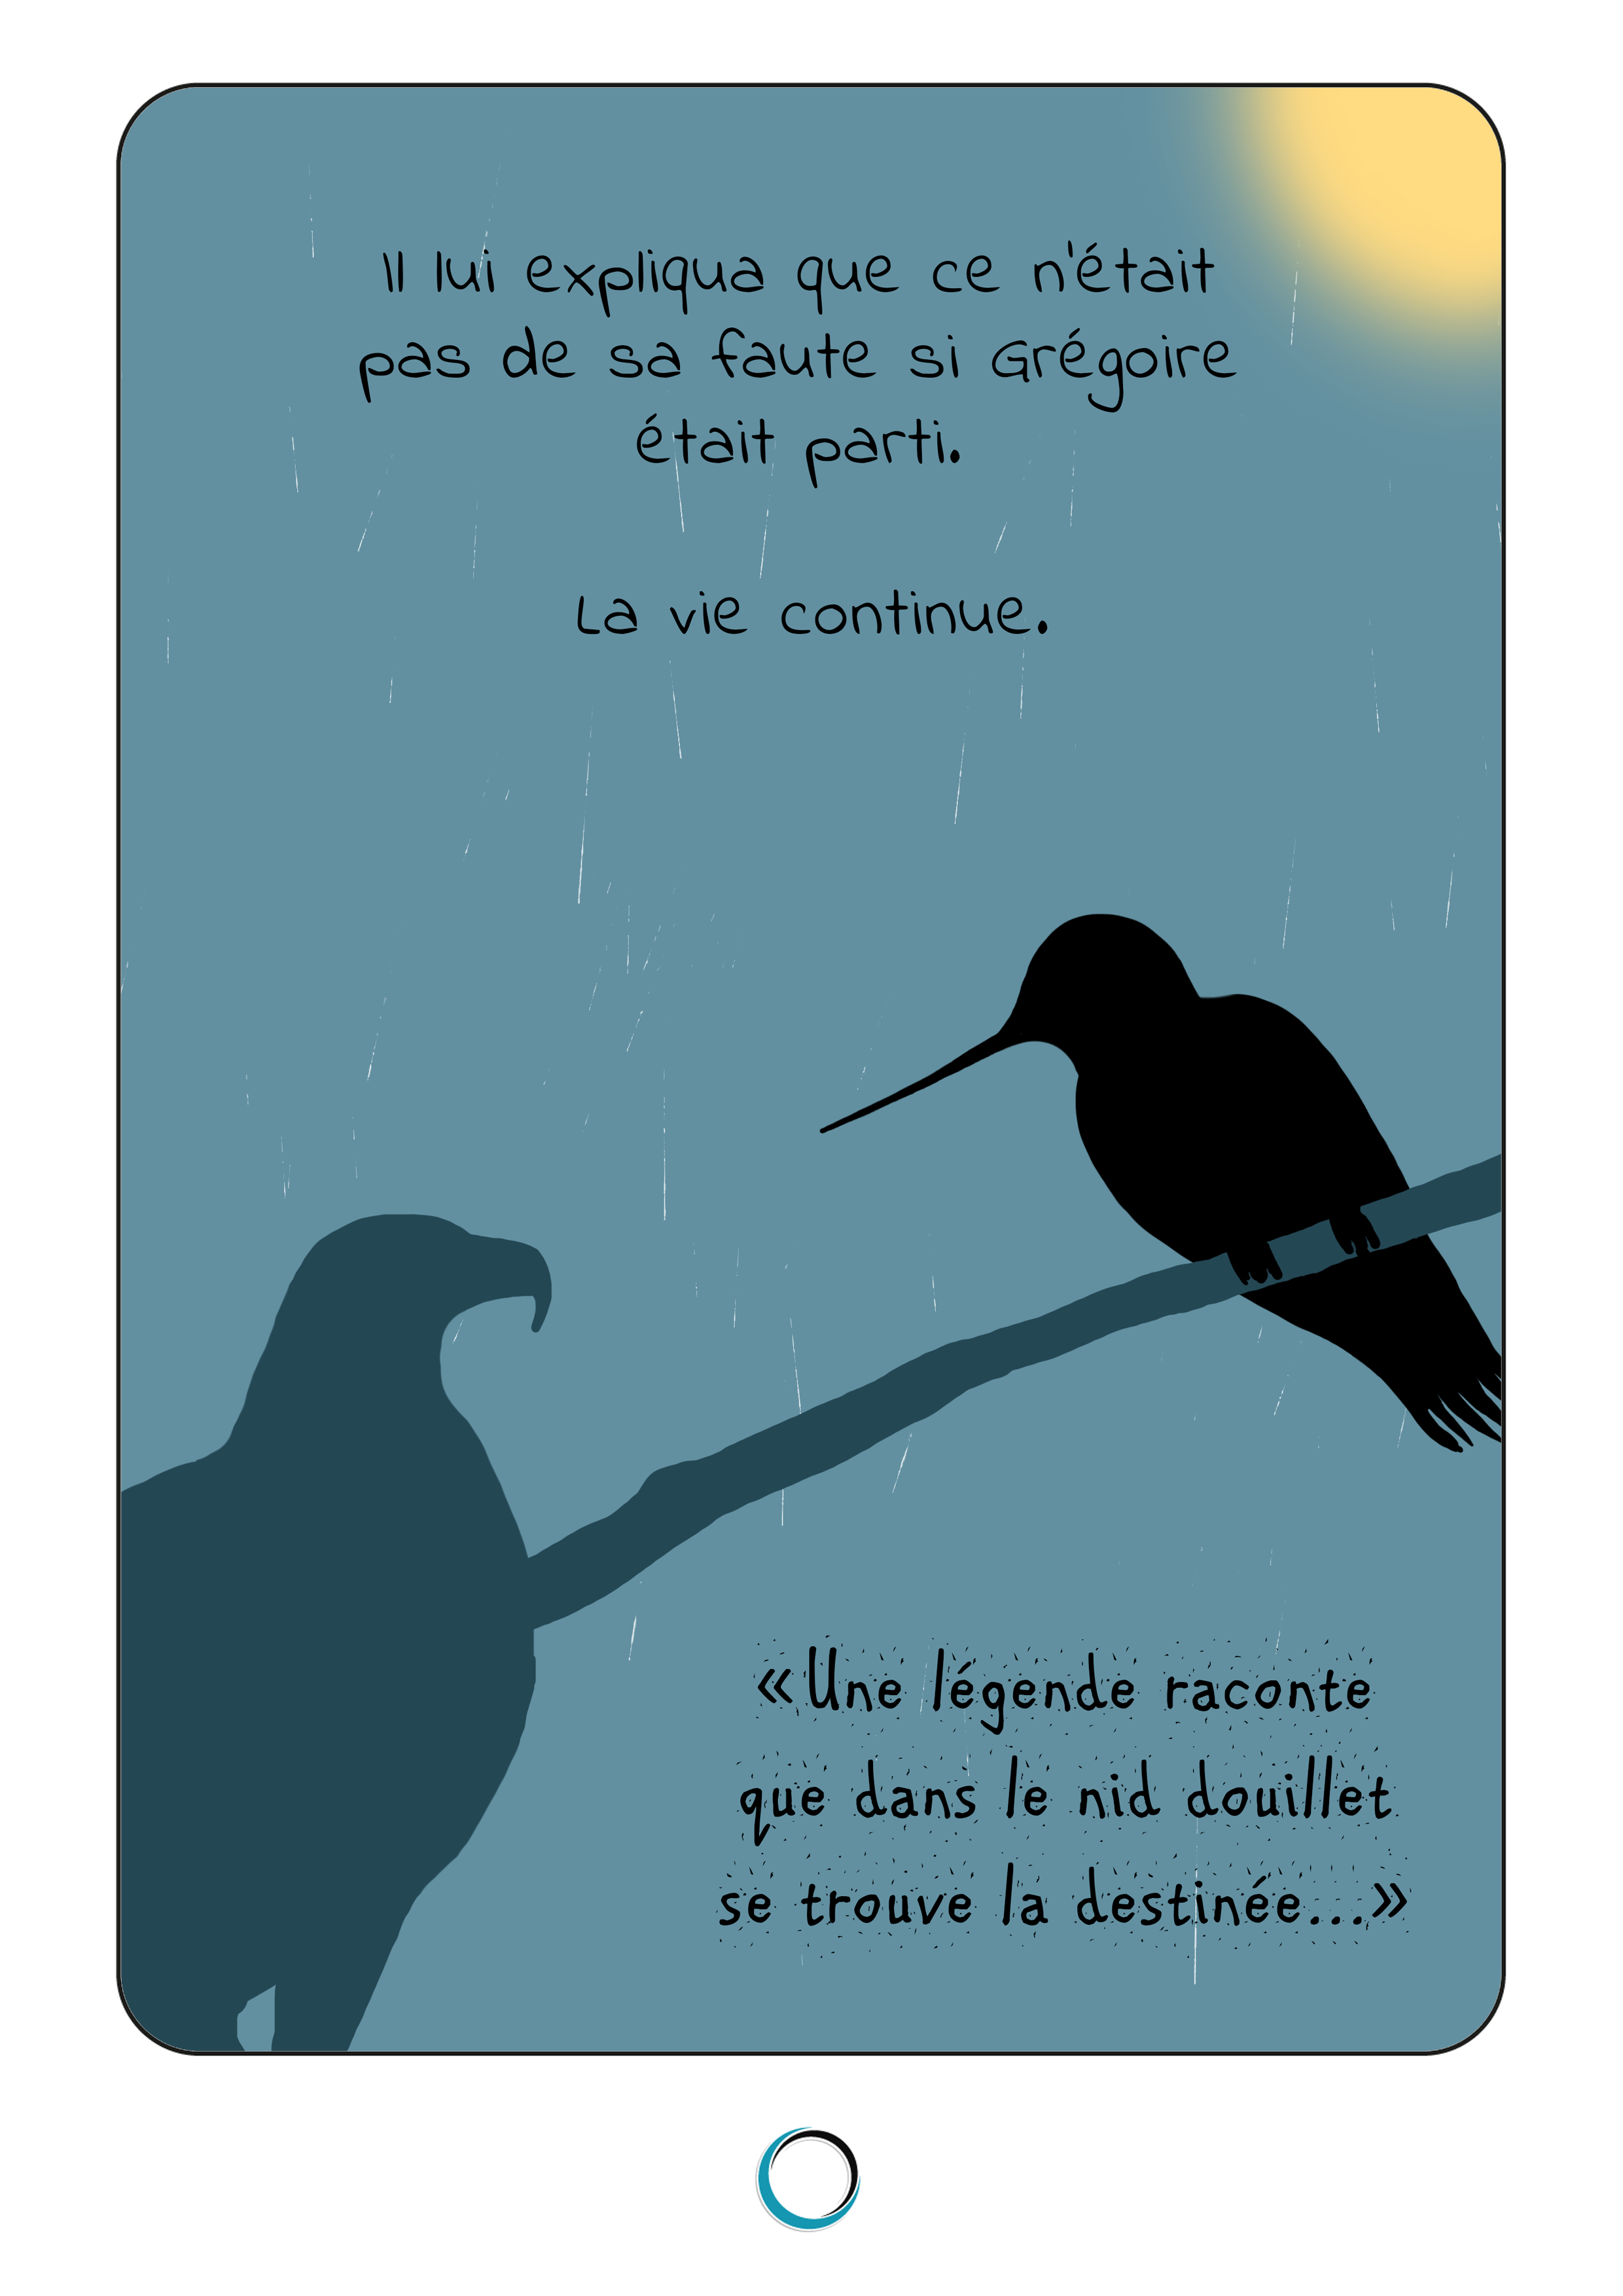 Il lui expliqua que ce n'était
pas de sa faute si Grégoire
était parti.
La vie continue.
«Une légende raconte
que dans le nid douillet
se trouve la destinée...»